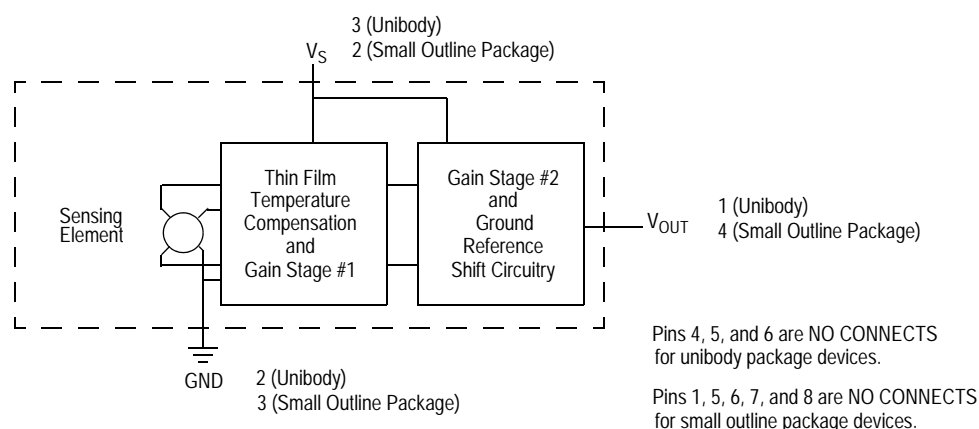 3 (Unibody)
V_S 2 (Small Outline Package)
Sensing
Element
Thin Film
Temperature
Compensation
and
Gain Stage #1
Gain Stage #2
and
Ground
Reference
Shift Circuitry
V_OUT
1 (Unibody)
4 (Small Outline Package)
GND
2 (Unibody)
3 (Small Outline Package)
Pins 4, 5, and 6 are NO CONNECTS
for unibody package devices.
Pins 1, 5, 6, 7, and 8 are NO CONNECTS
for small outline package devices.